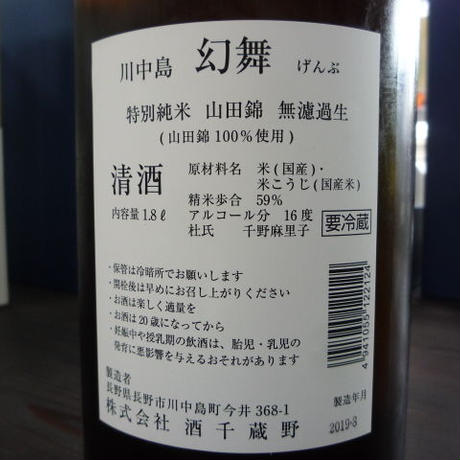 川中島 幻舞 げんぶ
特別純米 山田錦 無濾過生
(山田錦100%使用)
清酒
内容量1.8ℓ
原材料名 米(国産)・
米こうじ(国産米)
精米歩合 59%
アルコール分 16度
杜氏 千野麻里子
要冷蔵
・保管は冷暗所でお願いします
・開栓後は早めにお召し上がりください
・お酒は楽しく適量を
・お酒は20歳になってから
・妊娠中や授乳期の飲酒は、胎児・乳児の
発育に悪影響を与えるおそれがあります
4 941055 122124
製造者
長野県長野市川中島町今井368-1
株式会社 酒千蔵野
製造年月
2019-3